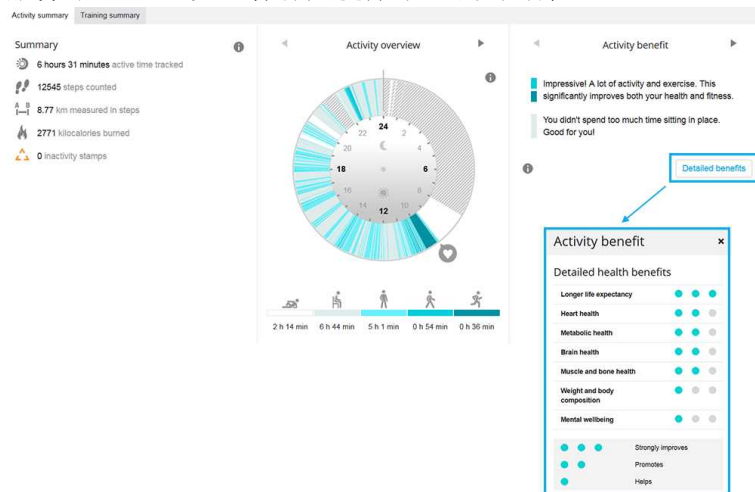 Activity summary
Training summary
Summary
6 hours 31 minutes active time tracked
12545 steps counted
A B
8.77 km measured in steps
2771 kilocalories burned
0 inactivity stamps
Activity overview
24
22
2
20
4
18
6
16
8
14
10
12
2 h 14 min
6 h 44 min
5 h 1 min
0 h 54 min
0 h 36 min
Activity benefit
Impressive! A lot of activity and exercise. This
significantly improves both your health and fitness.
You didn't spend too much time sitting in place.
Good for you!
Detailed benefits
Activity benefit
×
Detailed health benefits
Longer life expectancy
Heart health
Metabolic health
Brain health
Muscle and bone health
Weight and body
composition
Mental wellbeing
Strongly improves
Promotes
Helps